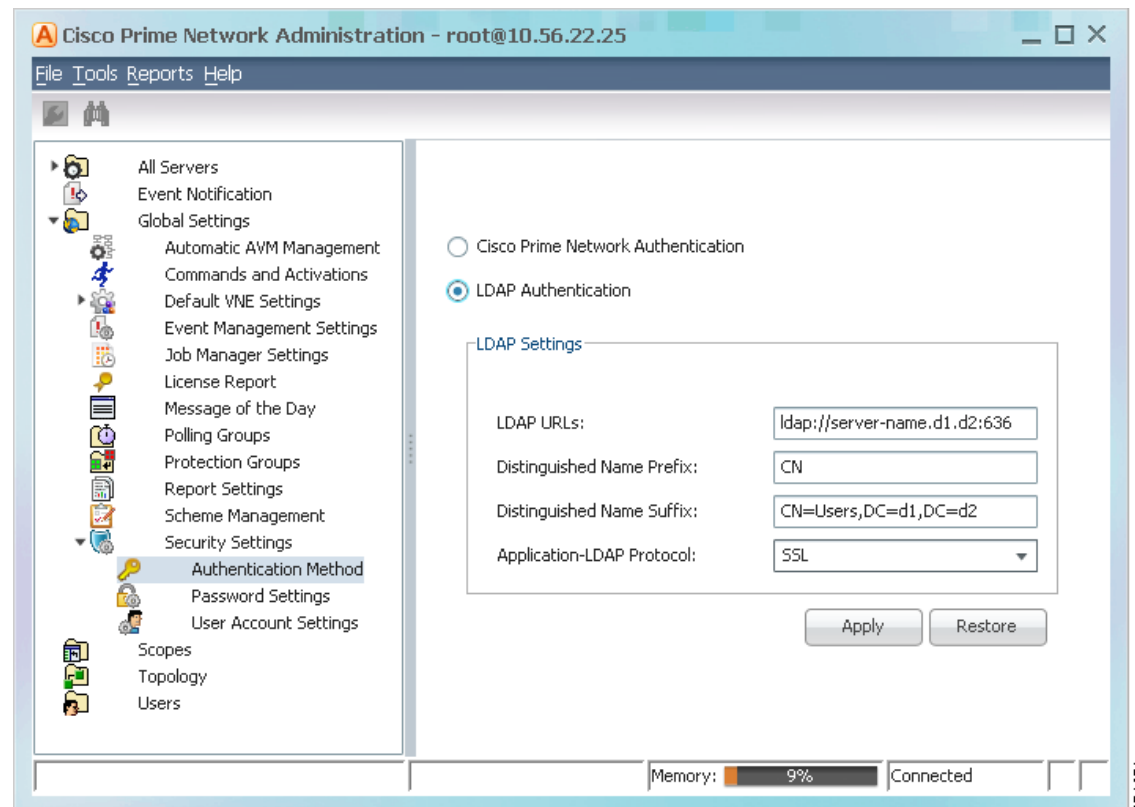 Cisco Prime Network Administration - root@10.56.22.25
File Tools Reports Help
All Servers
Event Notification
Global Settings
Automatic AVM Management
Commands and Activations
Default VNE Settings
Event Management Settings
Job Manager Settings
License Report
Message of the Day
Polling Groups
Protection Groups
Report Settings
Scheme Management
Security Settings
Authentication Method
Password Settings
User Account Settings
Scopes
Topology
Users
Cisco Prime Network Authentication
LDAP Authentication
LDAP Settings
LDAP URLs: ldap://server-name.d1.d2:636
Distinguished Name Prefix: CN
Distinguished Name Suffix: CN=Users,DC=d1,DC=d2
Application-LDAP Protocol: SSL
Apply Restore
Memory: 9% Connected